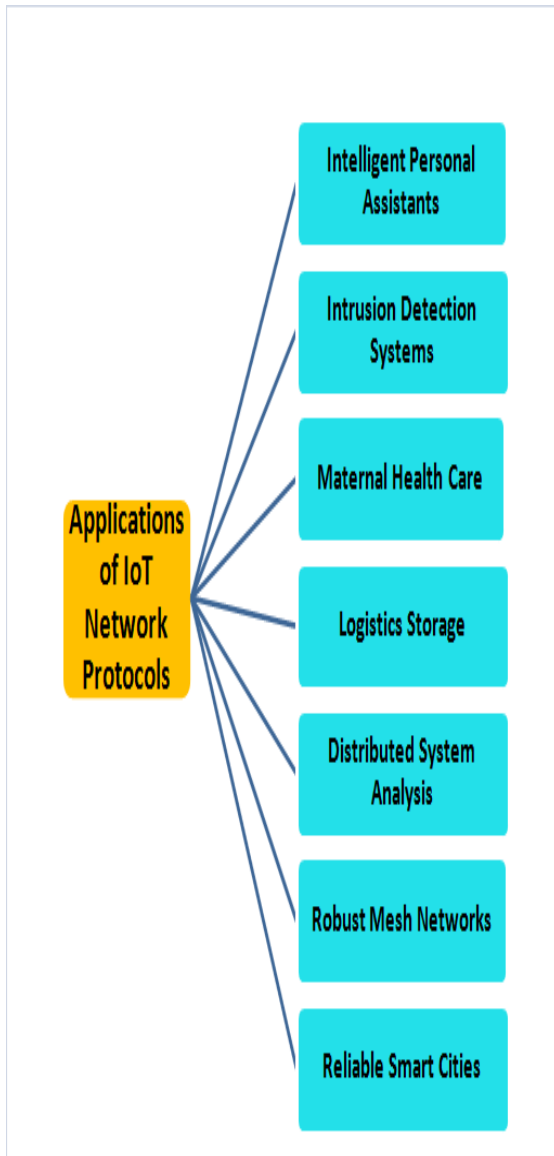 Intelligent Personal
Assistants
Intrusion Detection
Systems
Maternal Health Care
Applications
of IoT
Network
Protocols
Logistics Storage
Distributed System
Analysis
Robust Mesh Networks
Reliable Smart Cities